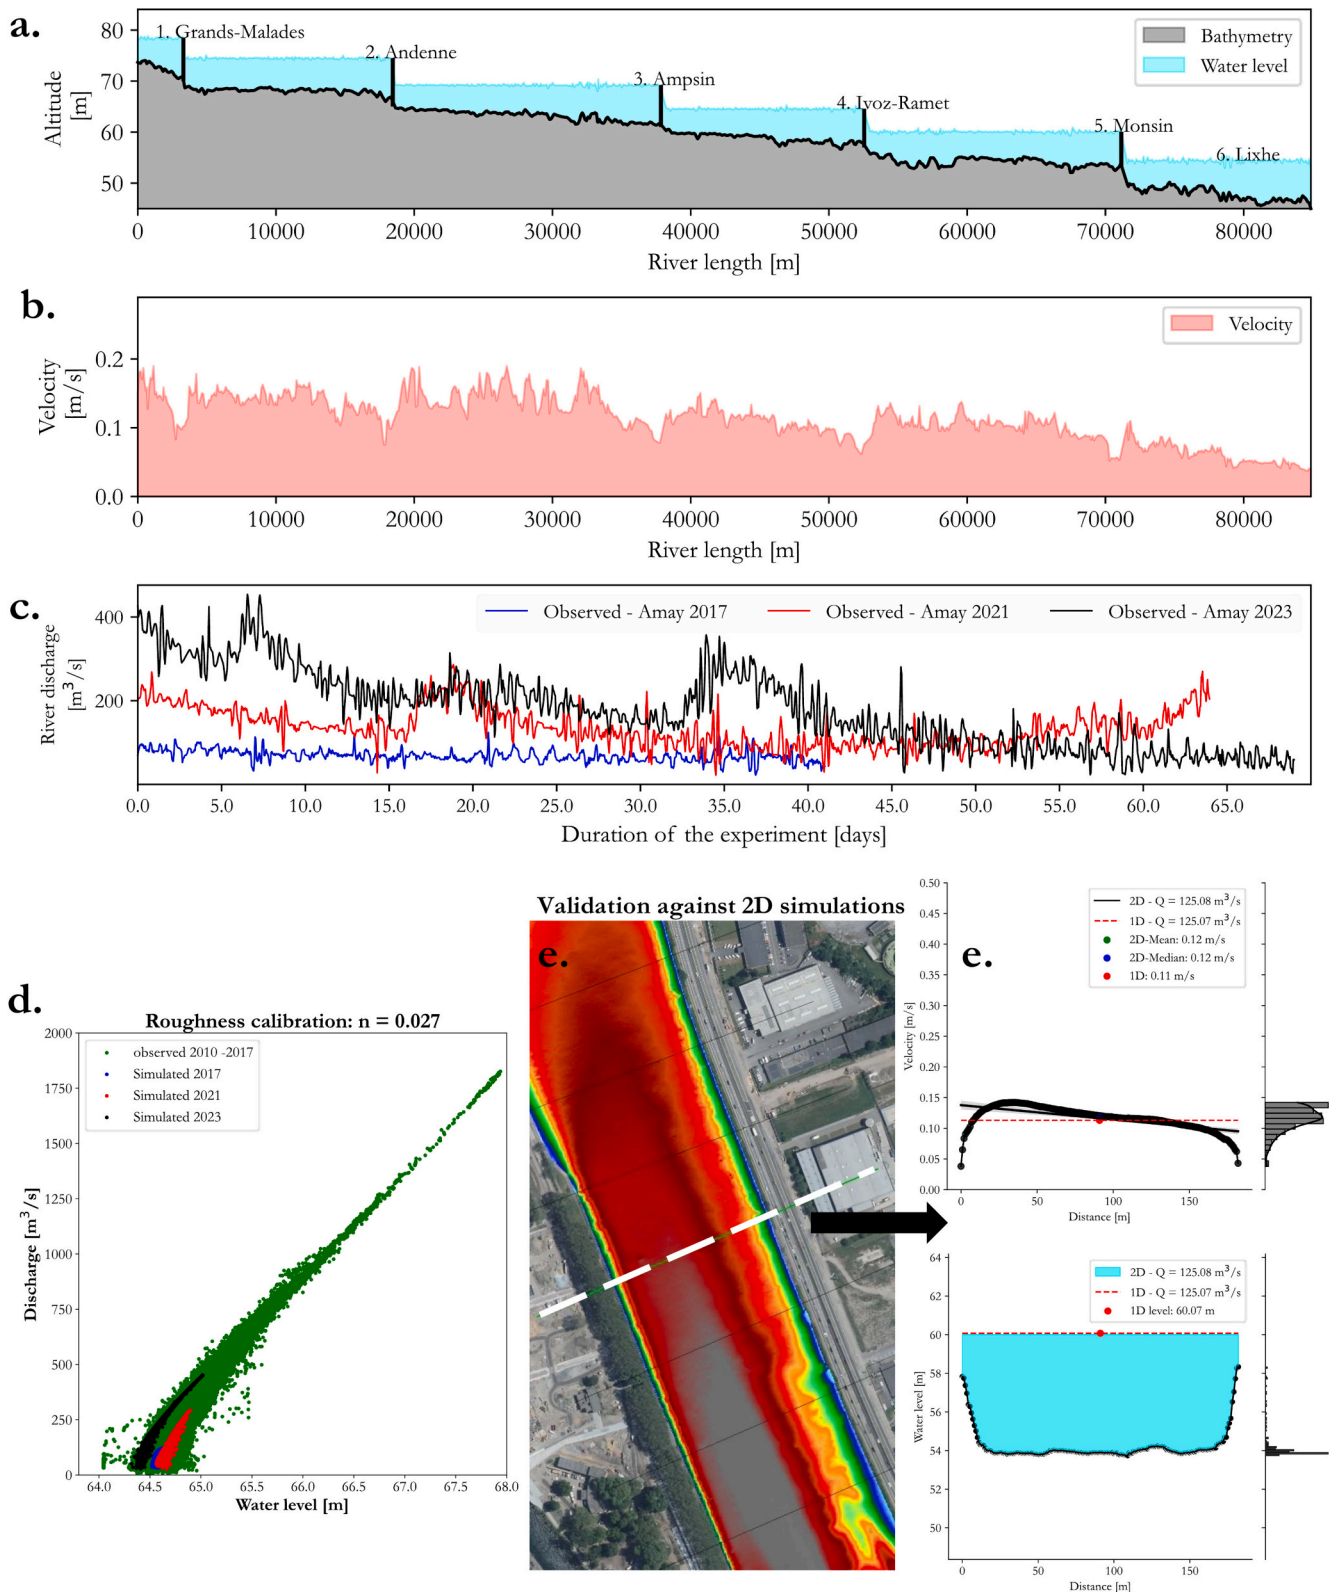 a.
80
70
60
50
Altitude
[m]
1. Grands-Malades
2. Andenne
3. Ampsin
4. Ivoz-Ramet
5. Monsin
6. Lixhe
Bathymetry
Water level
0 10000 20000 30000 40000 50000 60000 70000 80000
River length [m]
b.
0.2
0.1
0.0
Velocity
[m/s]
Velocity
0 10000 20000 30000 40000 50000 60000 70000 80000
River length [m]
c.
400
200
River discharge
[m³/s]
Observed - Amay 2017 Observed - Amay 2021 Observed - Amay 2023
0.0 5.0 10.0 15.0 20.0 25.0 30.0 35.0 40.0 45.0 50.0 55.0 60.0 65.0
Duration of the experiment [days]
d.
Roughness calibration: n = 0.027
2000
1750
1500
1250
1000
750
500
250
0
Discharge [m³/s]
observed 2010 -2017
Simulated 2017
Simulated 2021
Simulated 2023
64.0 64.5 65.0 65.5 66.0 66.5 67.0 67.5 68.0
Water level [m]
Validation against 2D simulations
e.
e.
0.50
0.45
0.40
0.35
0.30
0.25
0.20
0.15
0.10
0.05
0.00
Velocity [m/s]
2D - Q = 125.08 m³/s
1D - Q = 125.07 m³/s
2D-Mean: 0.12 m/s
2D-Median: 0.12 m/s
1D: 0.11 m/s
0 50 100 150
Distance [m]
64
62
60
58
56
54
52
50
Water level [m]
2D - Q = 125.08 m³/s
1D - Q = 125.07 m³/s
1D level: 60.07 m
0 50 100 150
Distance [m]